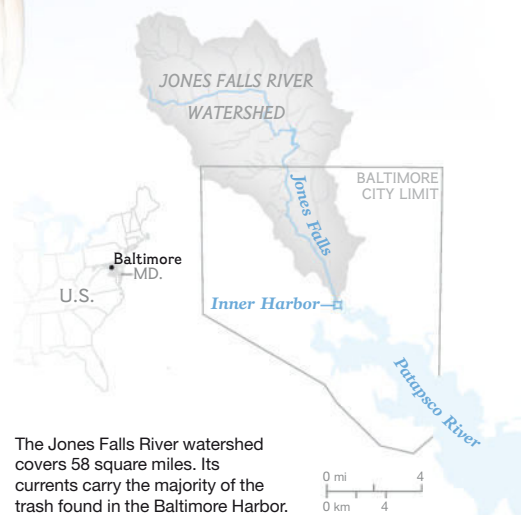 JONES FALLS RIVER
WATERSHED
BALTIMORE
CITY LIMIT
Jones Falls
Baltimore
MD.
U.S.
Inner Harbor
Patapsco River
The Jones Falls River watershed
covers 58 square miles. Its
currents carry the majority of the
trash found in the Baltimore Harbor.
0 mi 4
0 km 4